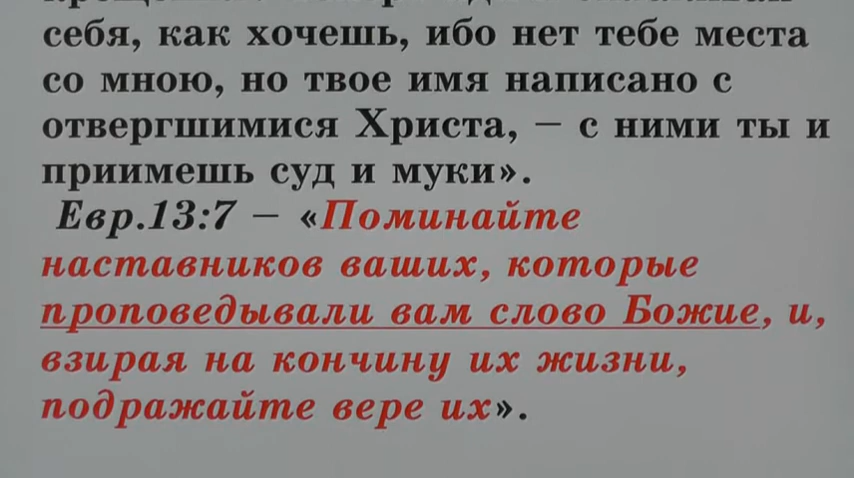 себя, как хочешь, ибо нет тебе места
со мною, но твое имя написано с
отвергшимися Христа, – с ними ты и
приимешь суд и муки».
Евр.13:7 – «Поминайте
наставников ваших, которые
проповедывали вам слово Божие, и,
взирая на кончину их жизни,
подражайте вере их».